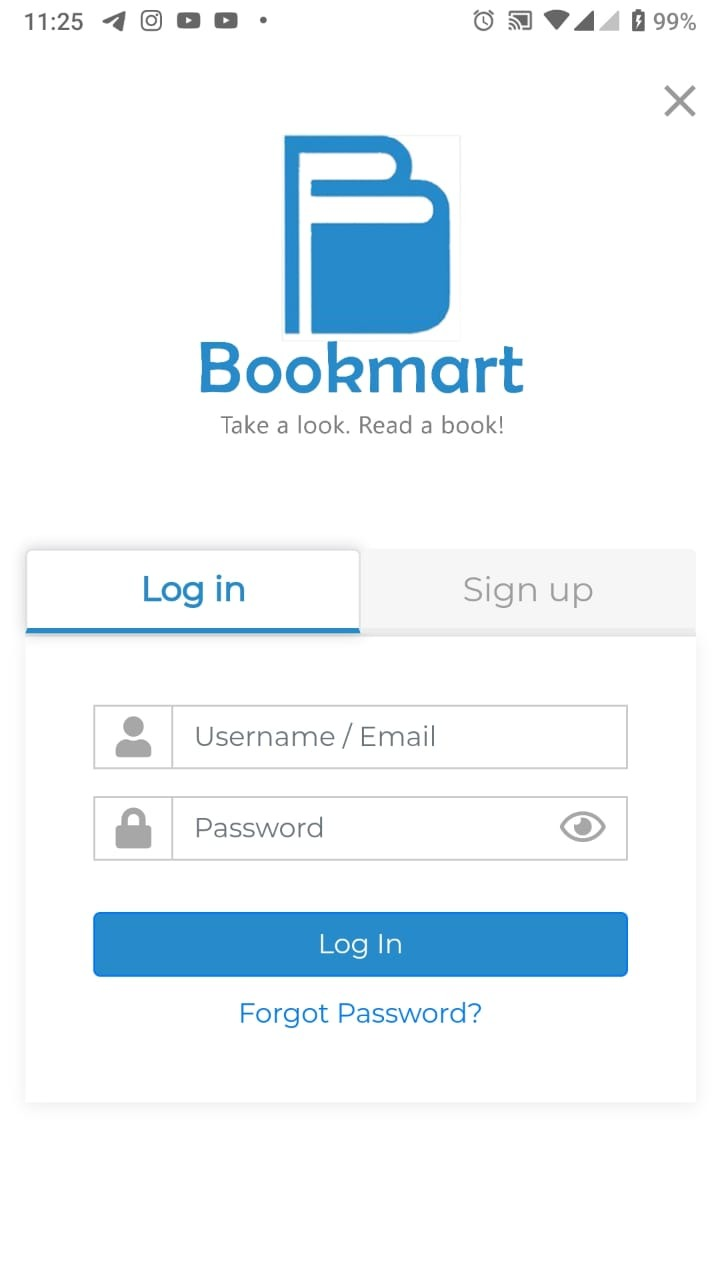 11:25
99%
Bookmart
Take a look. Read a book!
Log in
Sign up
Username / Email
Password
Log In
Forgot Password?